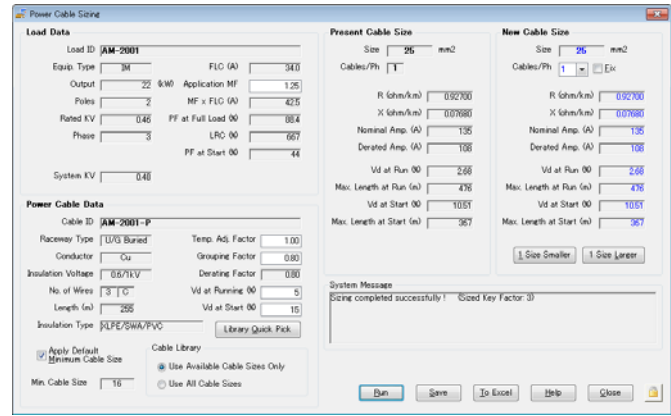 Power Cable Sizing
Load Data
Load ID AM-2001
Equip. Type IM FLC (A) 34.0
Output 22 (kW) Application MF 1.25
Poles 2 MF x FLC (A) 42.5
Rated KV 0.46 PF at Full Load (%) 88.4
Phase 3 LRC (%) 667
PF at Start (%) 44
System KV 0.48
Power Cable Data
Cable ID AM-2001-P
Raceway Type U/G Buried Temp. Adj. Factor 1.00
Conductor Cu Grouping Factor 0.80
Insulation Voltage 0.6/1kV Derating Factor 0.80
No. of Wires 3 C Vd at Running (%) 5
Length (m) 255 Vd at Start (%) 15
Insulation Type XLPE/SWA/PVC Library Quick Pick
Apply Default Minimum Cable Size
Min. Cable Size 16
Cable Library
Use Available Cable Sizes Only
Use All Cable Sizes
Present Cable Size
Size 25 mm2
Cables/Ph 1
R (ohm/km) 0.92700
X (ohm/km) 0.07680
Nominal Amp. (A) 135
Derated Amp. (A) 108
Vd at Run (%) 2.68
Max. Length at Run (m) 476
Vd at Start (%) 10.51
Max. Length at Start (m) 367
New Cable Size
Size 25 mm2
Cables/Ph 1 Fix
R (ohm/km) 0.92700
X (ohm/km) 0.07680
Nominal Amp. (A) 135
Derated Amp. (A) 108
Vd at Run (%) 2.68
Max. Length at Run (m) 476
Vd at Start (%) 10.51
Max. Length at Start (m) 367
1 Size Smaller 1 Size Larger
System Message
Sizing completed successfully ! (Sized Key Factor: 3)
Run Save To Excel Help Close